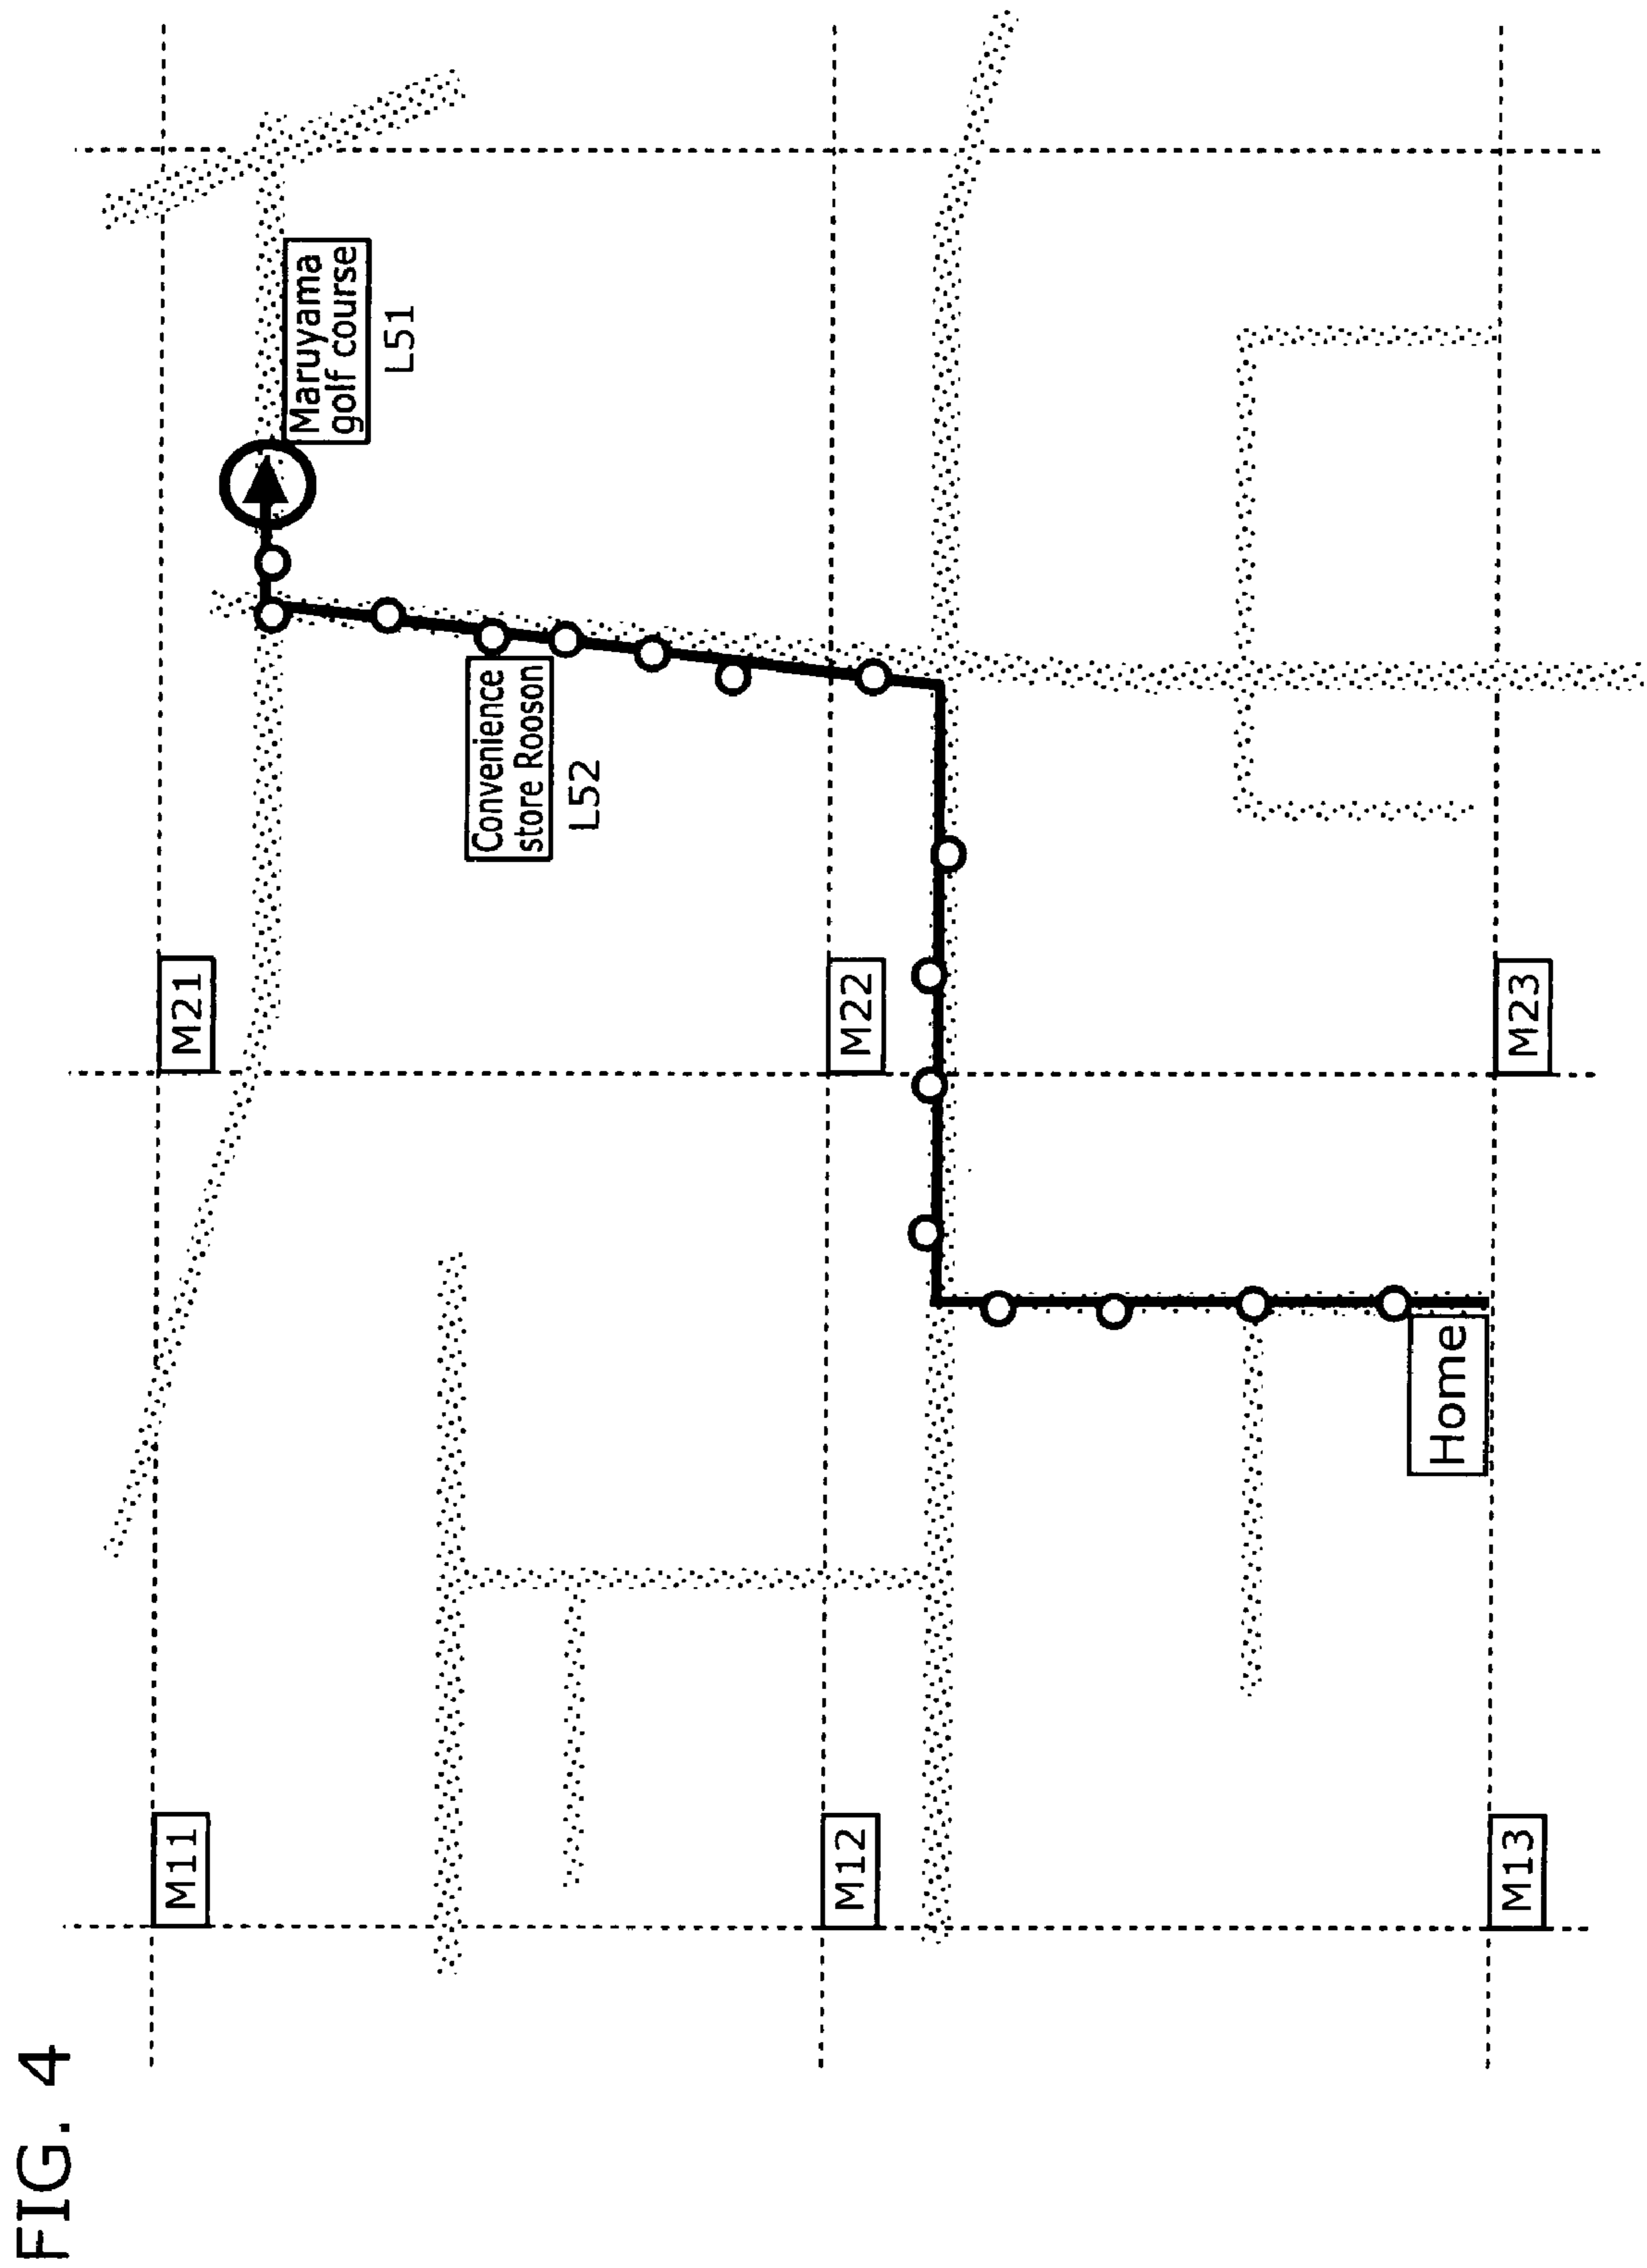 FIG. 4
M11
M21
Maruyama
golf course
L51
Convenience
store Rooson
L52
M12
M22
Home
M13
M23